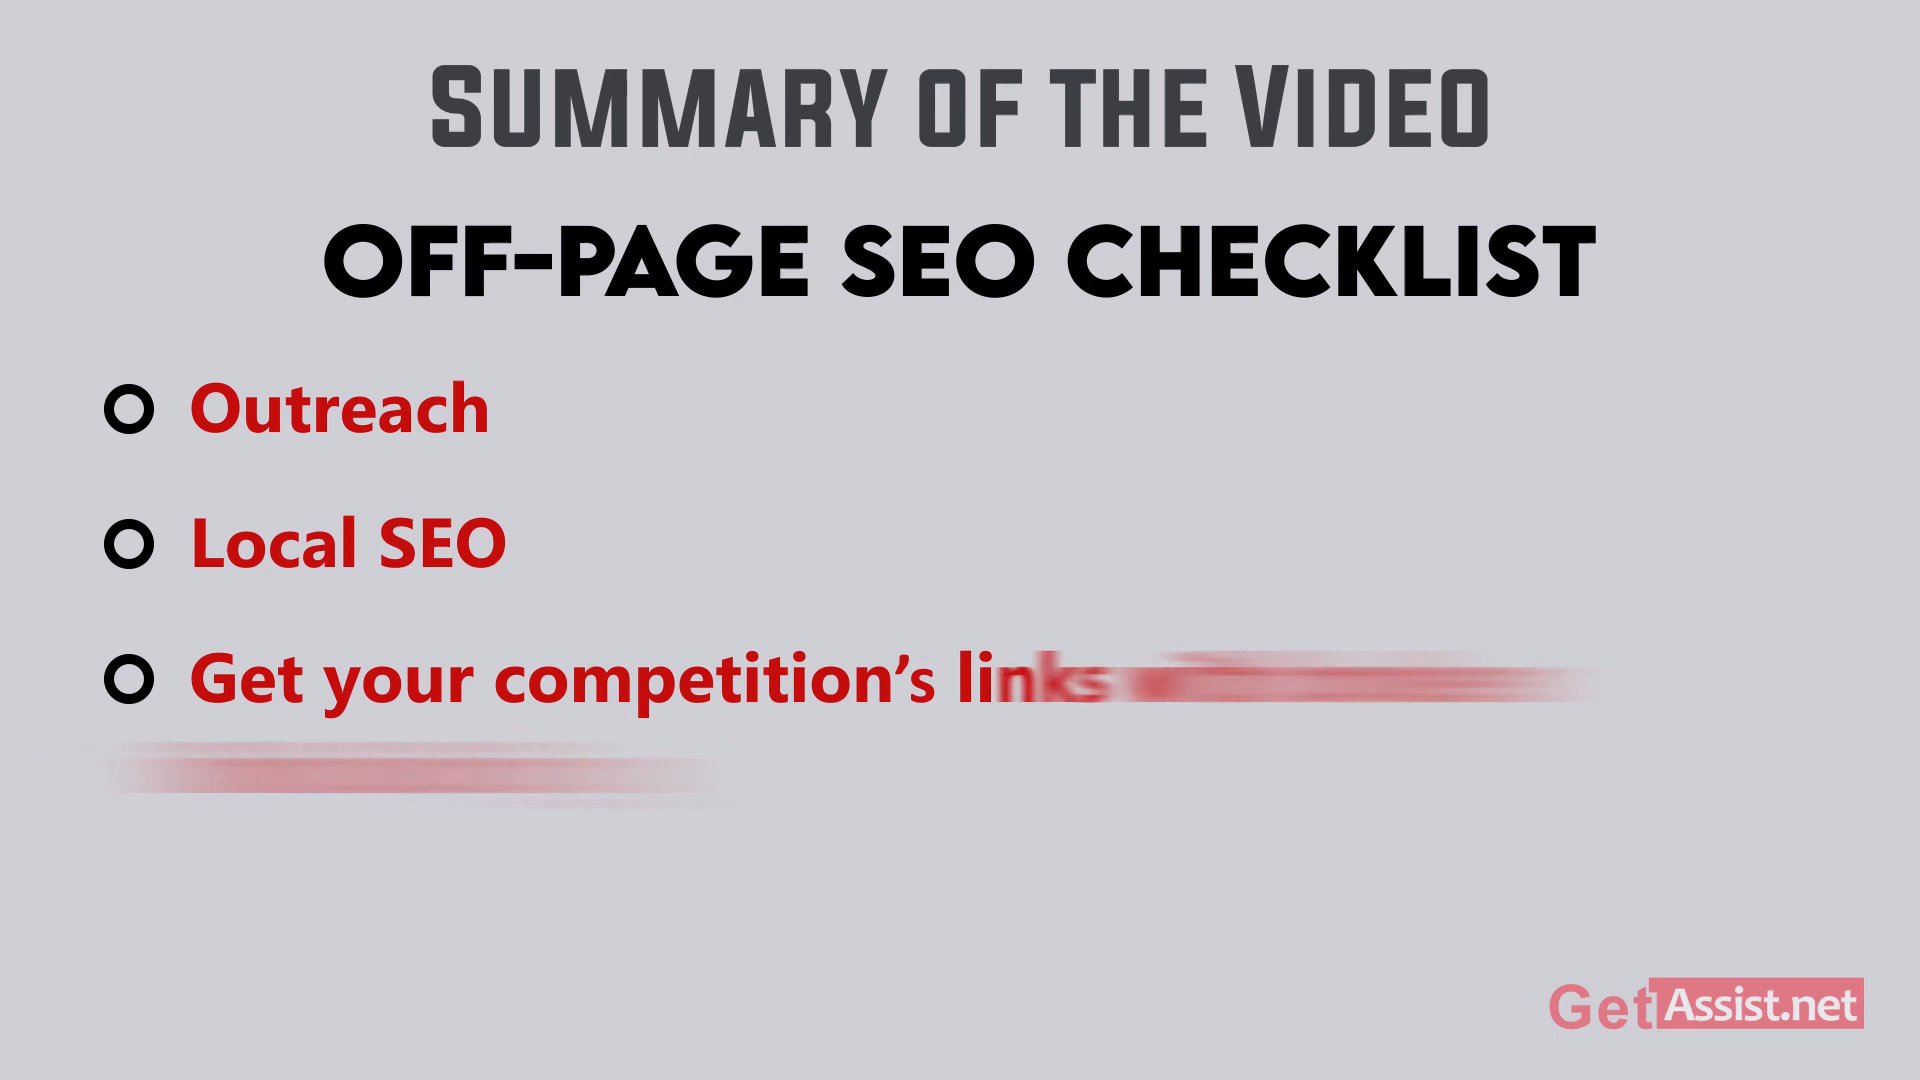 Summary of the Video
OFF-PAGE SEO CHECKLIST
Outreach
Local SEO
Get your competition’s links
GetAssist.net